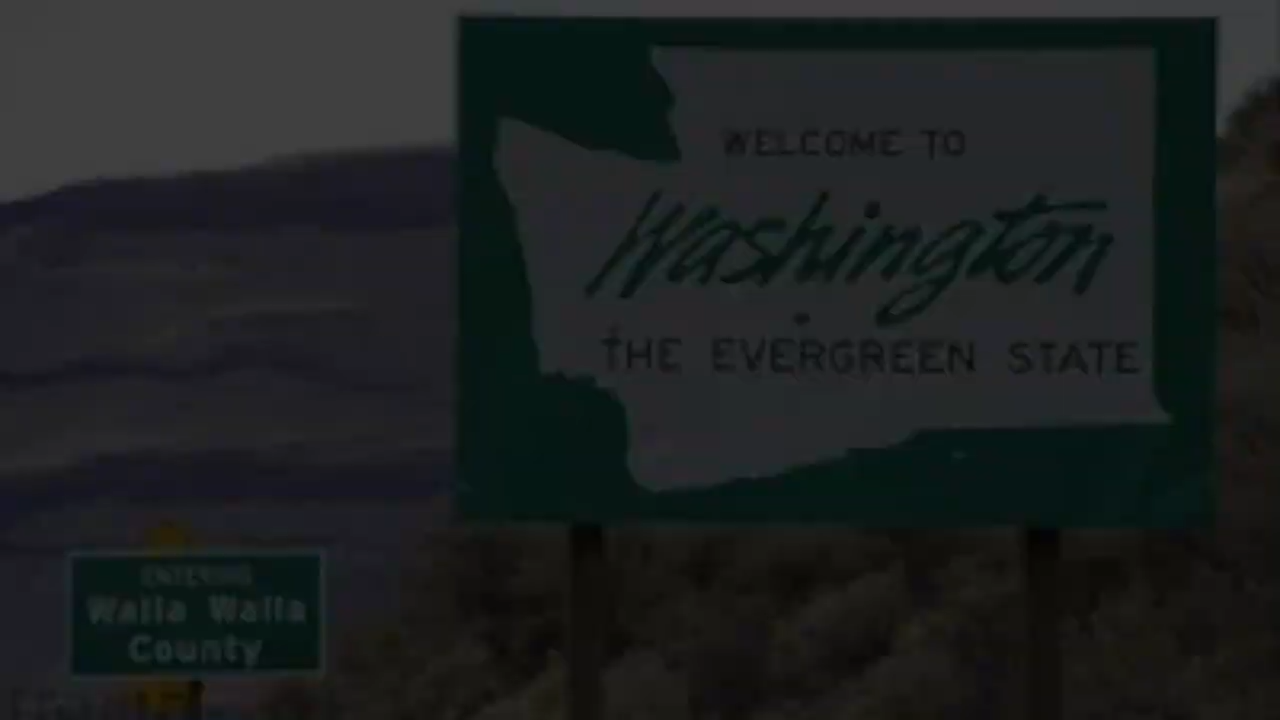 WELCOME TO
Washington
THE EVERGREEN STATE
ENTERING
Walla Walla
County